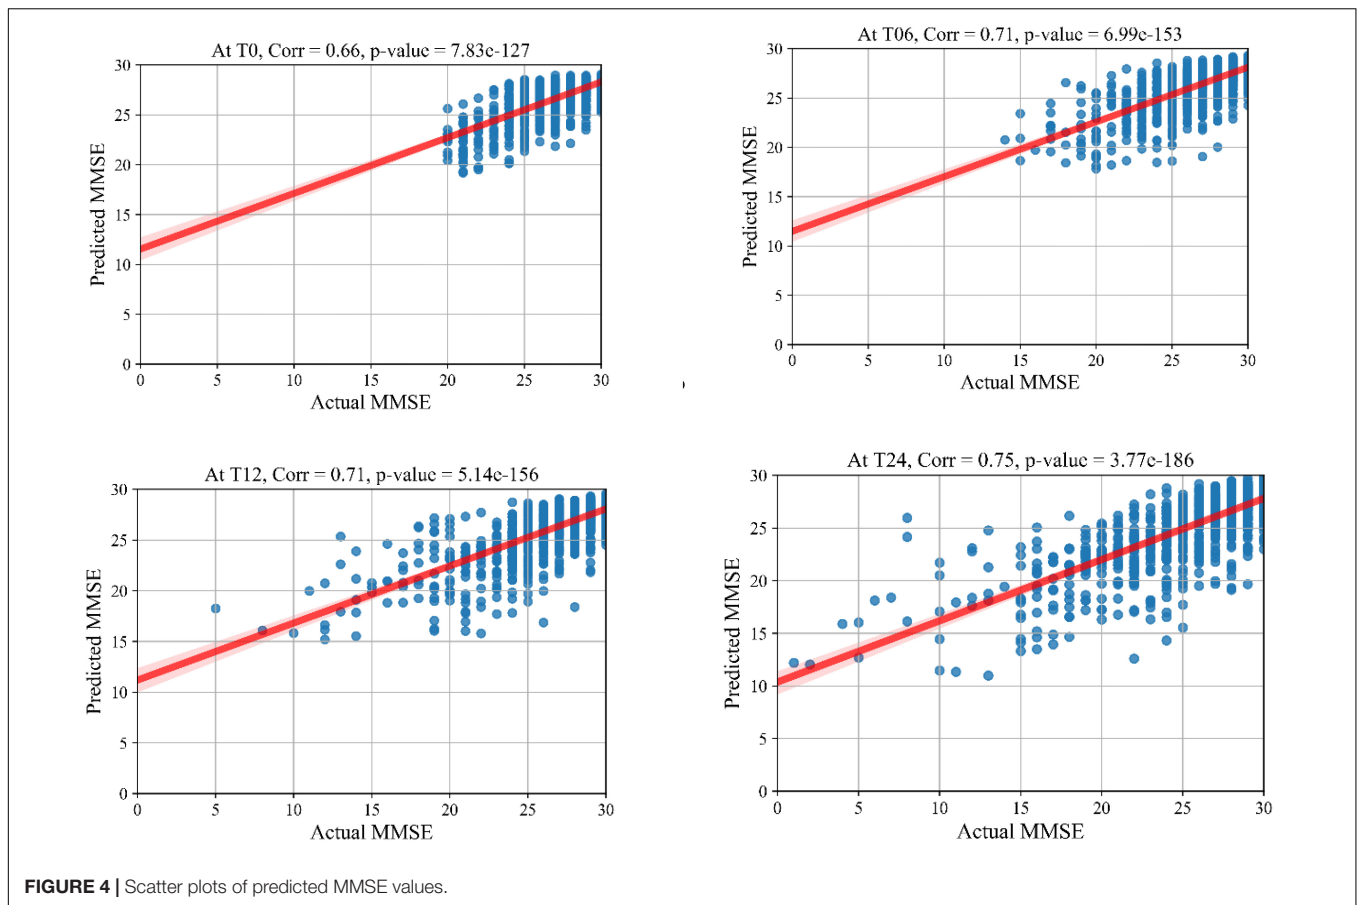 At T0, Corr = 0.66, p-value = 7.83e-127
30
25
20
15
10
5
0
Predicted MMSE
0 5 10 15 20 25 30
Actual MMSE
At T06, Corr = 0.71, p-value = 6.99e-153
30
25
20
15
10
5
0
Predicted MMSE
0 5 10 15 20 25 30
Actual MMSE
At T12, Corr = 0.71, p-value = 5.14e-156
30
25
20
15
10
5
0
Predicted MMSE
0 5 10 15 20 25 30
Actual MMSE
At T24, Corr = 0.75, p-value = 3.77e-186
30
25
20
15
10
5
0
Predicted MMSE
0 5 10 15 20 25 30
Actual MMSE
FIGURE 4 | Scatter plots of predicted MMSE values.